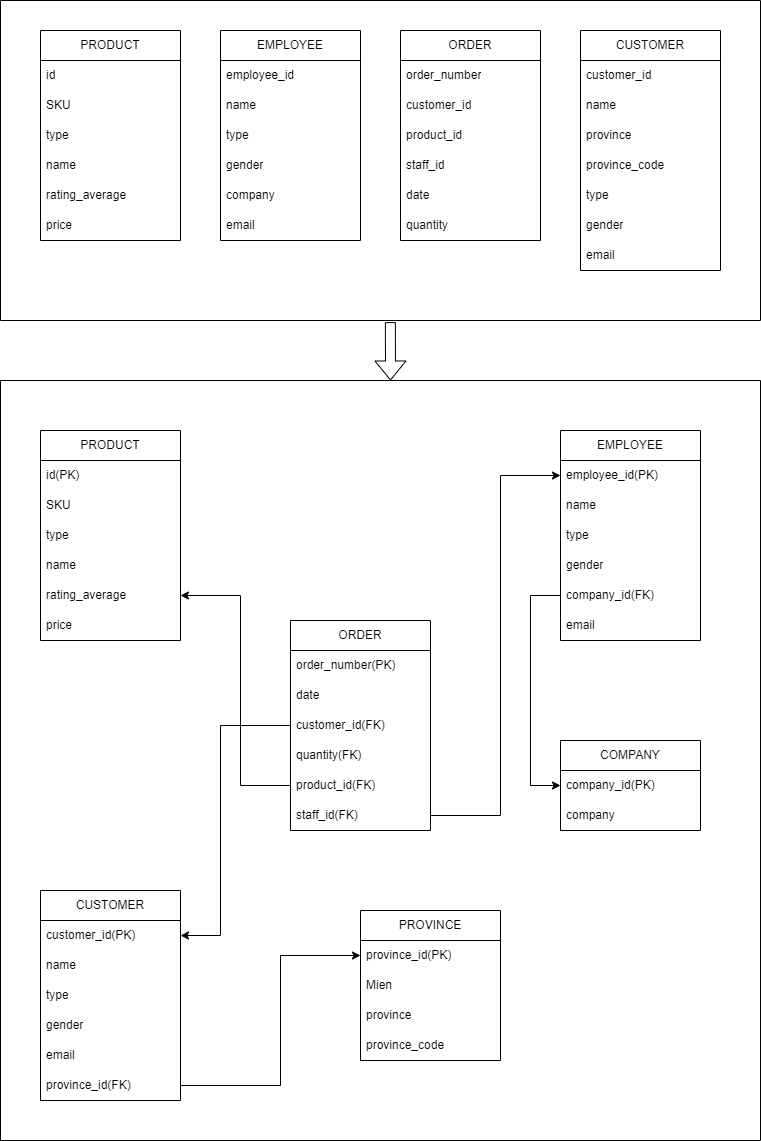 PRODUCT
id
SKU
type
name
rating_average
price
EMPLOYEE
employee_id
name
type
gender
company
email
ORDER
order_number
customer_id
product_id
staff_id
date
quantity
CUSTOMER
customer_id
name
province
province_code
type
gender
email
PRODUCT
id(PK)
SKU
type
name
rating_average
price
EMPLOYEE
employee_id(PK)
name
type
gender
company_id(FK)
email
ORDER
order_number(PK)
date
customer_id(FK)
quantity(FK)
product_id(FK)
staff_id(FK)
COMPANY
company_id(PK)
company
CUSTOMER
customer_id(PK)
name
type
gender
email
province_id(FK)
PROVINCE
province_id(PK)
Mien
province
province_code